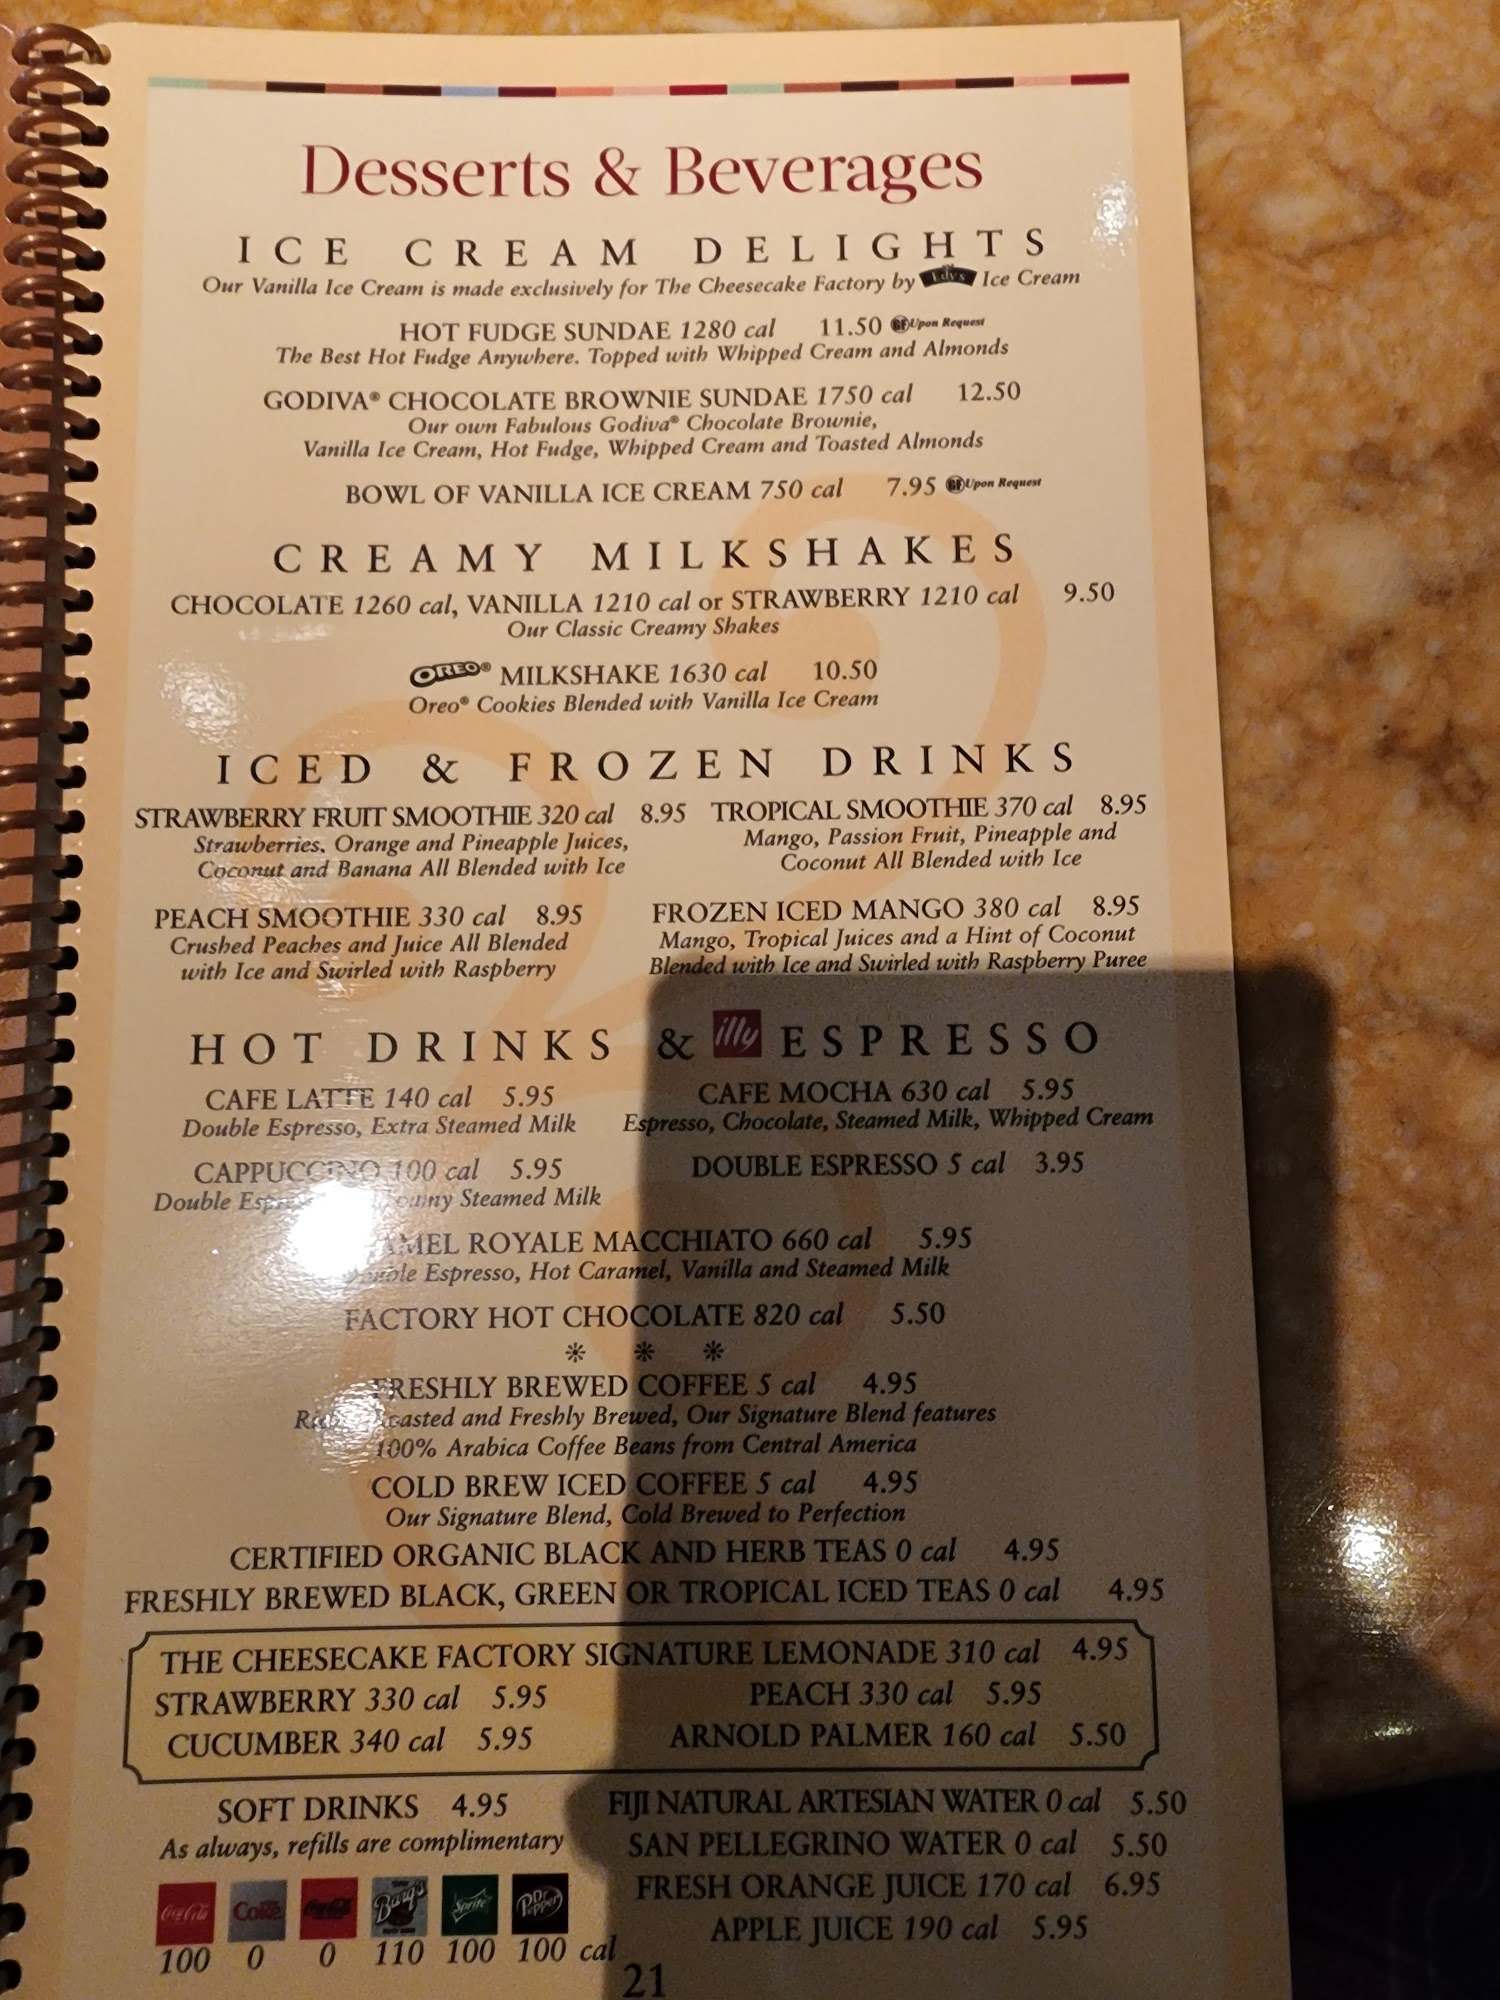 Desserts & Beverages
ICE CREAM DELIGHTS
Our Vanilla Ice Cream is made exclusively for The Cheesecake Factory by Edy's Ice Cream
HOT FUDGE SUNDAE 1280 cal 11.50 GF Upon Request
The Best Hot Fudge Anywhere. Topped with Whipped Cream and Almonds
GODIVA® CHOCOLATE BROWNIE SUNDAE 1750 cal 12.50
Our own Fabulous Godiva® Chocolate Brownie,
Vanilla Ice Cream, Hot Fudge, Whipped Cream and Toasted Almonds
BOWL OF VANILLA ICE CREAM 750 cal 7.95 GF Upon Request
CREAMY MILKSHAKES
CHOCOLATE 1260 cal, VANILLA 1210 cal or STRAWBERRY 1210 cal 9.50
Our Classic Creamy Shakes
OREO® MILKSHAKE 1630 cal 10.50
Oreo® Cookies Blended with Vanilla Ice Cream
ICED & FROZEN DRINKS
STRAWBERRY FRUIT SMOOTHIE 320 cal 8.95
Strawberries, Orange and Pineapple Juices,
Coconut and Banana All Blended with Ice
TROPICAL SMOOTHIE 370 cal 8.95
Mango, Passion Fruit, Pineapple and
Coconut All Blended with Ice
PEACH SMOOTHIE 330 cal 8.95
Crushed Peaches and Juice All Blended
with Ice and Swirled with Raspberry
FROZEN ICED MANGO 380 cal 8.95
Mango, Tropical Juices and a Hint of Coconut
Blended with Ice and Swirled with Raspberry Puree
HOT DRINKS & illy ESPRESSO
CAFE LATTE 140 cal 5.95
Double Espresso, Extra Steamed Milk
CAFE MOCHA 630 cal 5.95
Espresso, Chocolate, Steamed Milk, Whipped Cream
CAPPUCCINO 100 cal 5.95
Double Steamed Milk
DOUBLE ESPRESSO 5 cal 3.95
ROYALE MACCHIATO 660 cal 5.95
Double Espresso, Hot Caramel, Vanilla and Steamed Milk
FACTORY HOT CHOCOLATE 820 cal 5.50
FRESHLY BREWED COFFEE 5 cal 4.95
Roasted and Freshly Brewed, Our Signature Blend features
100% Arabica Coffee Beans from Central America
COLD BREW ICED COFFEE 5 cal 4.95
Our Signature Blend, Cold Brewed to Perfection
CERTIFIED ORGANIC BLACK AND HERB TEAS 0 cal 4.95
FRESHLY BREWED BLACK, GREEN OR TROPICAL ICED TEAS 0 cal 4.95
THE CHEESECAKE FACTORY SIGNATURE LEMONADE 310 cal 4.95
STRAWBERRY 330 cal 5.95 PEACH 330 cal 5.95
CUCUMBER 340 cal 5.95 ARNOLD PALMER 160 cal 5.50
SOFT DRINKS 4.95
As always, refills are complimentary
Coca-Cola Coke Coca-Cola Barq's Sprite Dr Pepper
100 0 0 110 100 100 cal
FIJI NATURAL ARTESIAN WATER 0 cal 5.50
SAN PELLEGRINO WATER 0 cal 5.50
FRESH ORANGE JUICE 170 cal 6.95
APPLE JUICE 190 cal 5.95
21